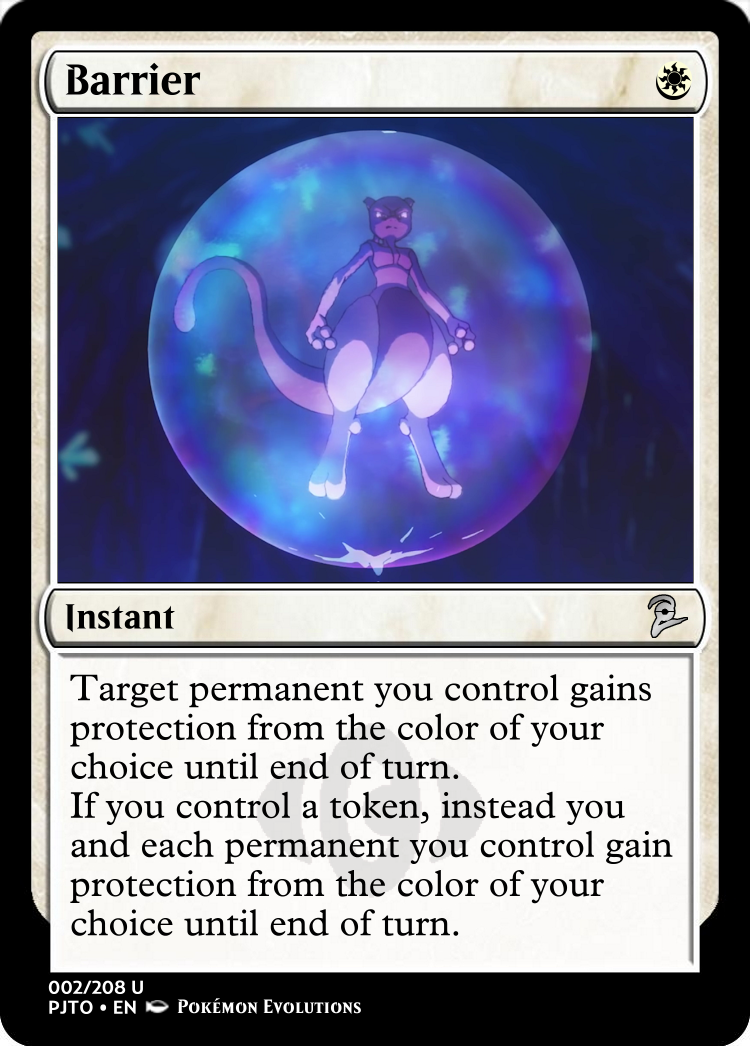 Barrier
Instant
Target permanent you control gains
protection from the color of your
choice until end of turn.
If you control a token, instead you
and each permanent you control gain
protection from the color of your
choice until end of turn.
002/208 U
PJTO • EN Pokémon Evolutions